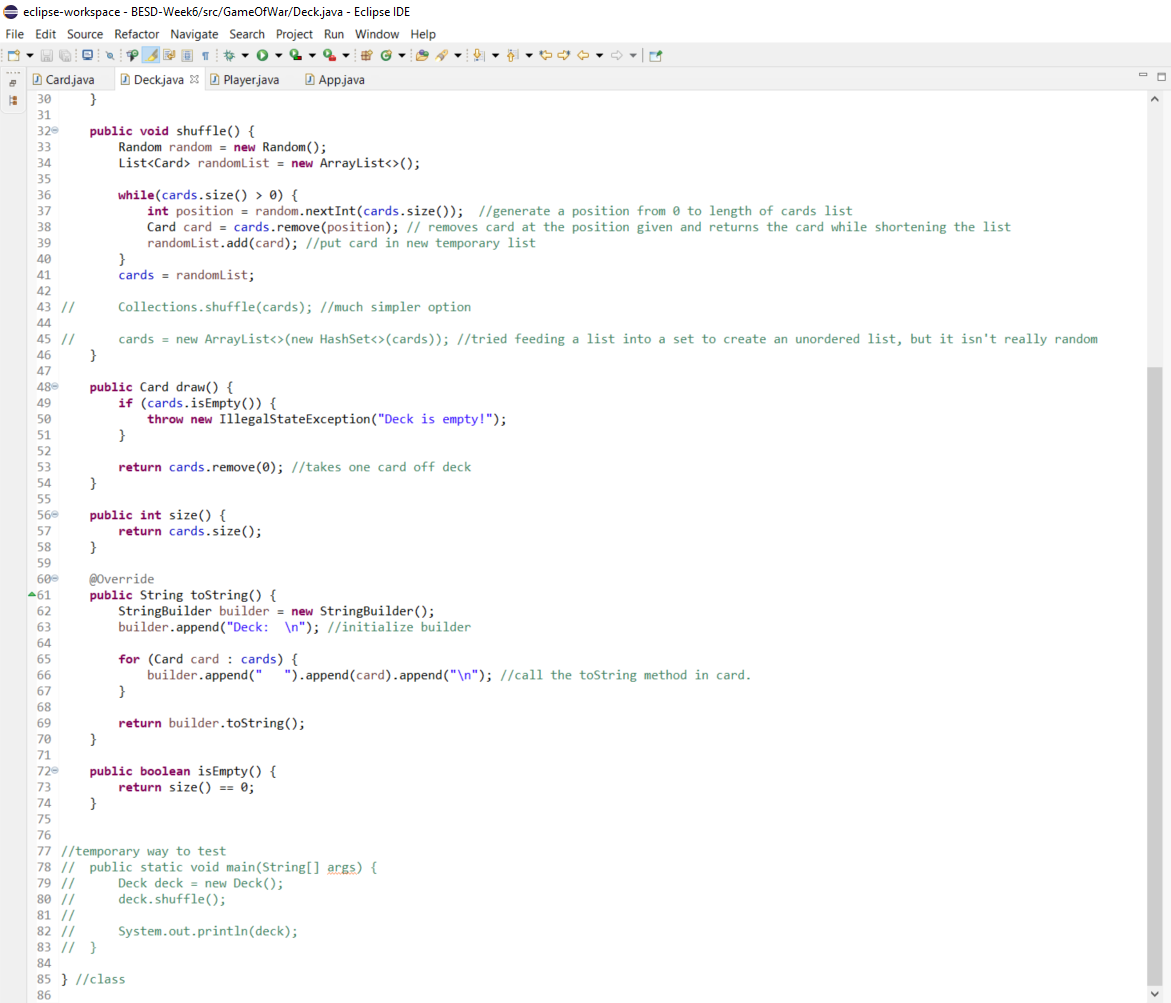 eclipse-workspace - BESD-Week6/src/GameOfWar/Deck.java - Eclipse IDE
File Edit Source Refactor Navigate Search Project Run Window Help
Card.java Deck.java Player.java App.java
30     }
31
32     public void shuffle() {
33         Random random = new Random();
34         List<Card> randomList = new ArrayList<>();
35
36         while(cards.size() > 0) {
37             int position = random.nextInt(cards.size());  //generate a position from 0 to length of cards list
38             Card card = cards.remove(position); // removes card at the position given and returns the card while shortening the list
39             randomList.add(card); //put card in new temporary list
40         }
41         cards = randomList;
42
43 //      Collections.shuffle(cards); //much simpler option
44
45 //      cards = new ArrayList<>(new HashSet<>(cards)); //tried feeding a list into a set to create an unordered list, but it isn't really random
46     }
47
48     public Card draw() {
49         if (cards.isEmpty()) {
50             throw new IllegalStateException("Deck is empty!");
51         }
52
53         return cards.remove(0); //takes one card off deck
54     }
55
56     public int size() {
57         return cards.size();
58     }
59
60     @Override
61     public String toString() {
62         StringBuilder builder = new StringBuilder();
63         builder.append("Deck:  \n"); //initialize builder
64
65         for (Card card : cards) {
66             builder.append("   ").append(card).append("\n"); //call the toString method in card.
67         }
68
69         return builder.toString();
70     }
71
72     public boolean isEmpty() {
73         return size() == 0;
74     }
75
76
77 //temporary way to test
78 //  public static void main(String[] args) {
79 //      Deck deck = new Deck();
80 //      deck.shuffle();
81 //
82 //      System.out.println(deck);
83 //  }
84
85 } //class
86